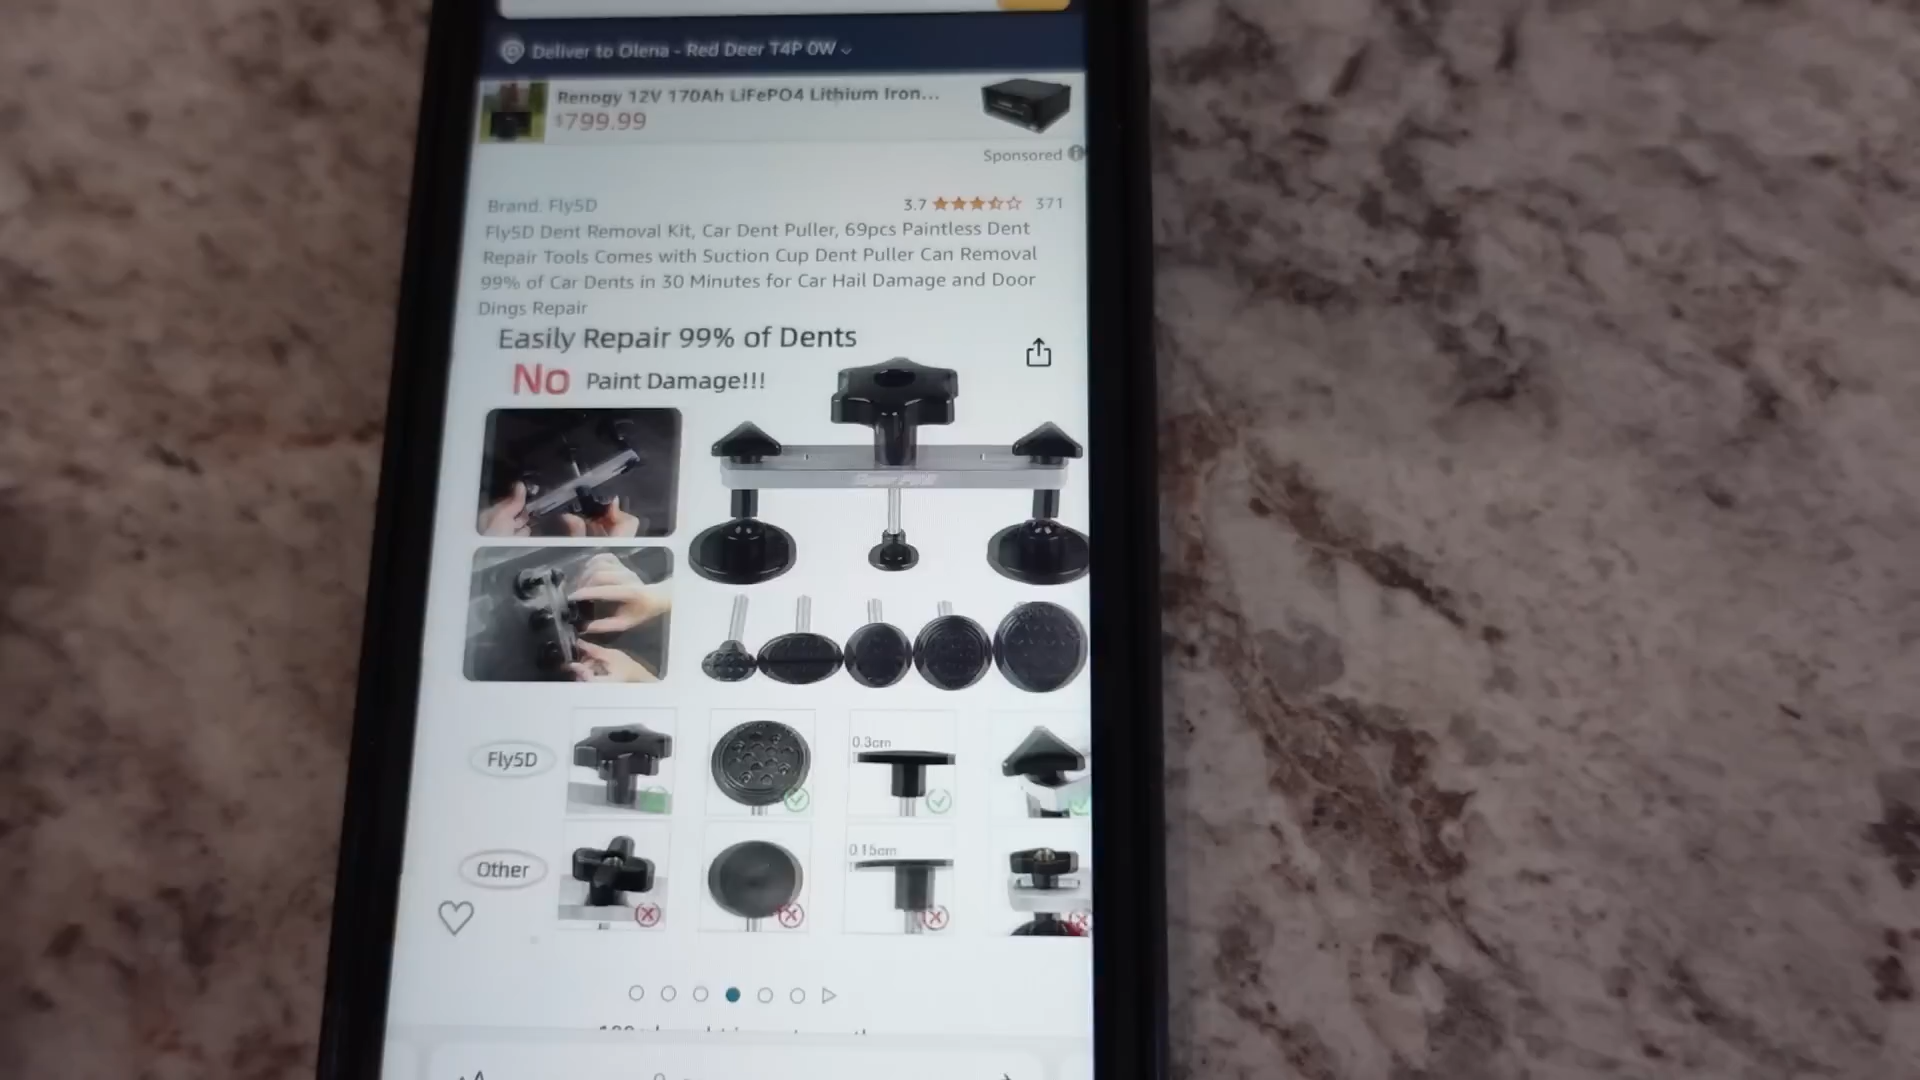 Deliver to Olena - Red Deer T4P 0W
Renogy 12V 170Ah LiFePO4 Lithium Iron...
$799.99
Sponsored
Brand: Fly5D
3.7
371
Fly5D Dent Removal Kit, Car Dent Puller, 69pcs Paintless Dent
Repair Tools Comes with Suction Cup Dent Puller Can Removal
99% of Car Dents in 30 Minutes for Car Hail Damage and Door
Dings Repair
Easily Repair 99% of Dents
No Paint Damage!!!
Fly5D
0.3cm
Other
0.15cm